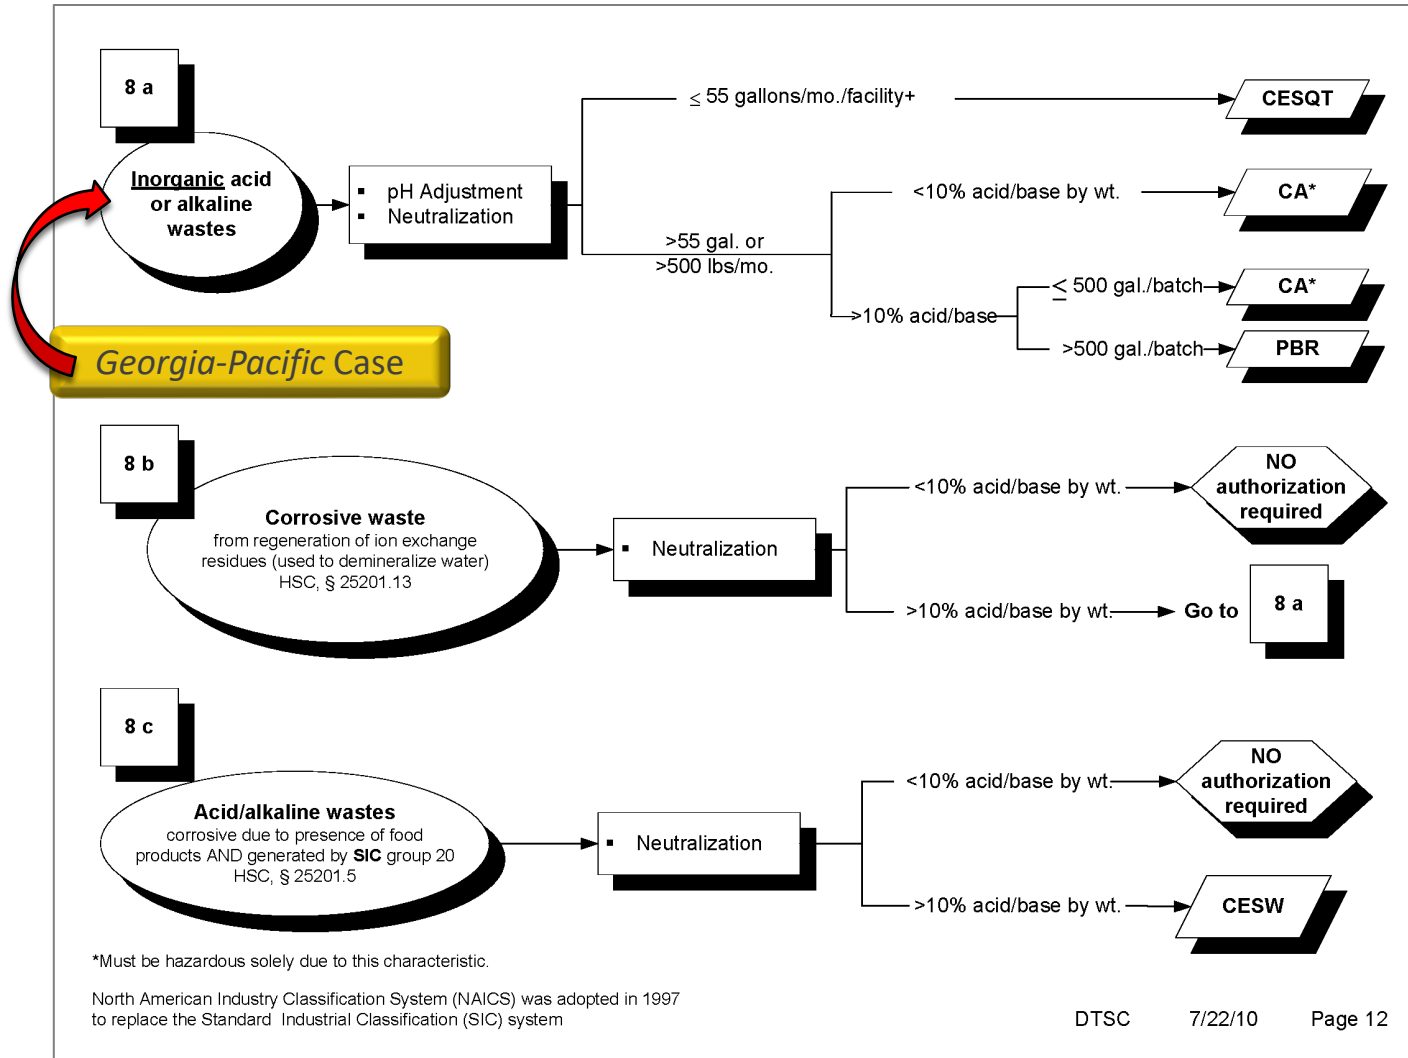 8 a
Inorganic acid
or alkaline
wastes
▪ pH Adjustment
▪ Neutralization
≤ 55 gallons/mo./facility+
CESQT
>55 gal. or
>500 lbs/mo.
<10% acid/base by wt.
CA*
>10% acid/base
≤ 500 gal./batch
CA*
>500 gal./batch
PBR
Georgia-Pacific Case
8 b
Corrosive waste
from regeneration of ion exchange
residues (used to demineralize water)
HSC, § 25201.13
▪ Neutralization
<10% acid/base by wt.
NO
authorization
required
>10% acid/base by wt.
Go to
8 a
8 c
Acid/alkaline wastes
corrosive due to presence of food
products AND generated by SIC group 20
HSC, § 25201.5
▪ Neutralization
<10% acid/base by wt.
NO
authorization
required
>10% acid/base by wt.
CESW
*Must be hazardous solely due to this characteristic.
North American Industry Classification System (NAICS) was adopted in 1997
to replace the Standard Industrial Classification (SIC) system
DTSC 7/22/10 Page 12